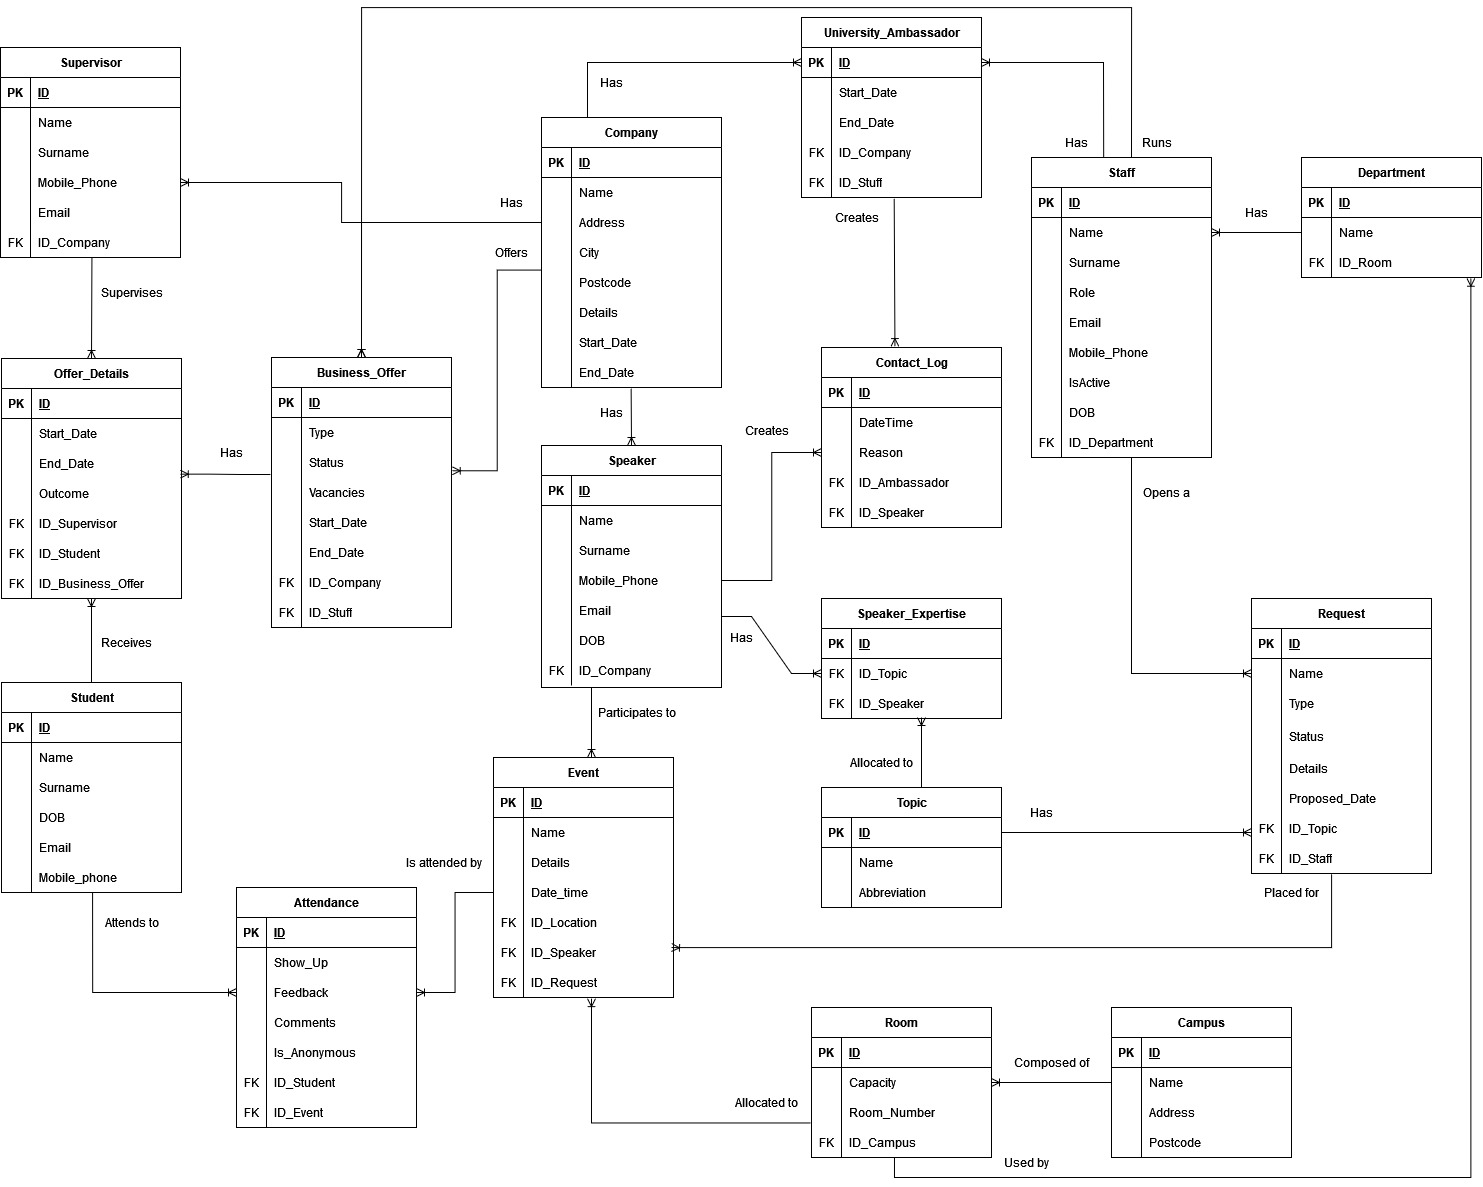 University_Ambassador
PK ID
Start_Date
End_Date
FK ID_Company
FK ID_Stuff
Supervisor
PK ID
Name
Surname
Mobile_Phone
Email
FK ID_Company
Has
Company
PK ID
Name
Address
City
Postcode
Details
Start_Date
End_Date
Has
Runs
Staff
PK ID
Name
Surname
Role
Email
Mobile_Phone
IsActive
DOB
FK ID_Department
Has
Department
PK ID
Name
FK ID_Room
Has
Offers
Creates
Supervises
Offer_Details
PK ID
Start_Date
End_Date
Outcome
FK ID_Supervisor
FK ID_Student
FK ID_Business_Offer
Has
Business_Offer
PK ID
Type
Status
Vacancies
Start_Date
End_Date
FK ID_Company
FK ID_Stuff
Has
Speaker
PK ID
Name
Surname
Mobile_Phone
Email
DOB
FK ID_Company
Creates
Contact_Log
PK ID
DateTime
Reason
FK ID_Ambassador
FK ID_Speaker
Opens a
Has
Speaker_Expertise
PK ID
FK ID_Topic
FK ID_Speaker
Request
PK ID
Name
Type
Status
Details
Proposed_Date
FK ID_Topic
FK ID_Staff
Receives
Student
PK ID
Name
Surname
DOB
Email
Mobile_phone
Participates to
Event
PK ID
Name
Details
Date_time
FK ID_Location
FK ID_Speaker
FK ID_Request
Allocated to
Topic
PK ID
Name
Abbreviation
Has
Is attended by
Placed for
Attends to
Attendance
PK ID
Show_Up
Feedback
Comments
Is_Anonymous
FK ID_Student
FK ID_Event
Room
PK ID
Capacity
Room_Number
FK ID_Campus
Composed of
Campus
PK ID
Name
Address
Postcode
Allocated to
Used by